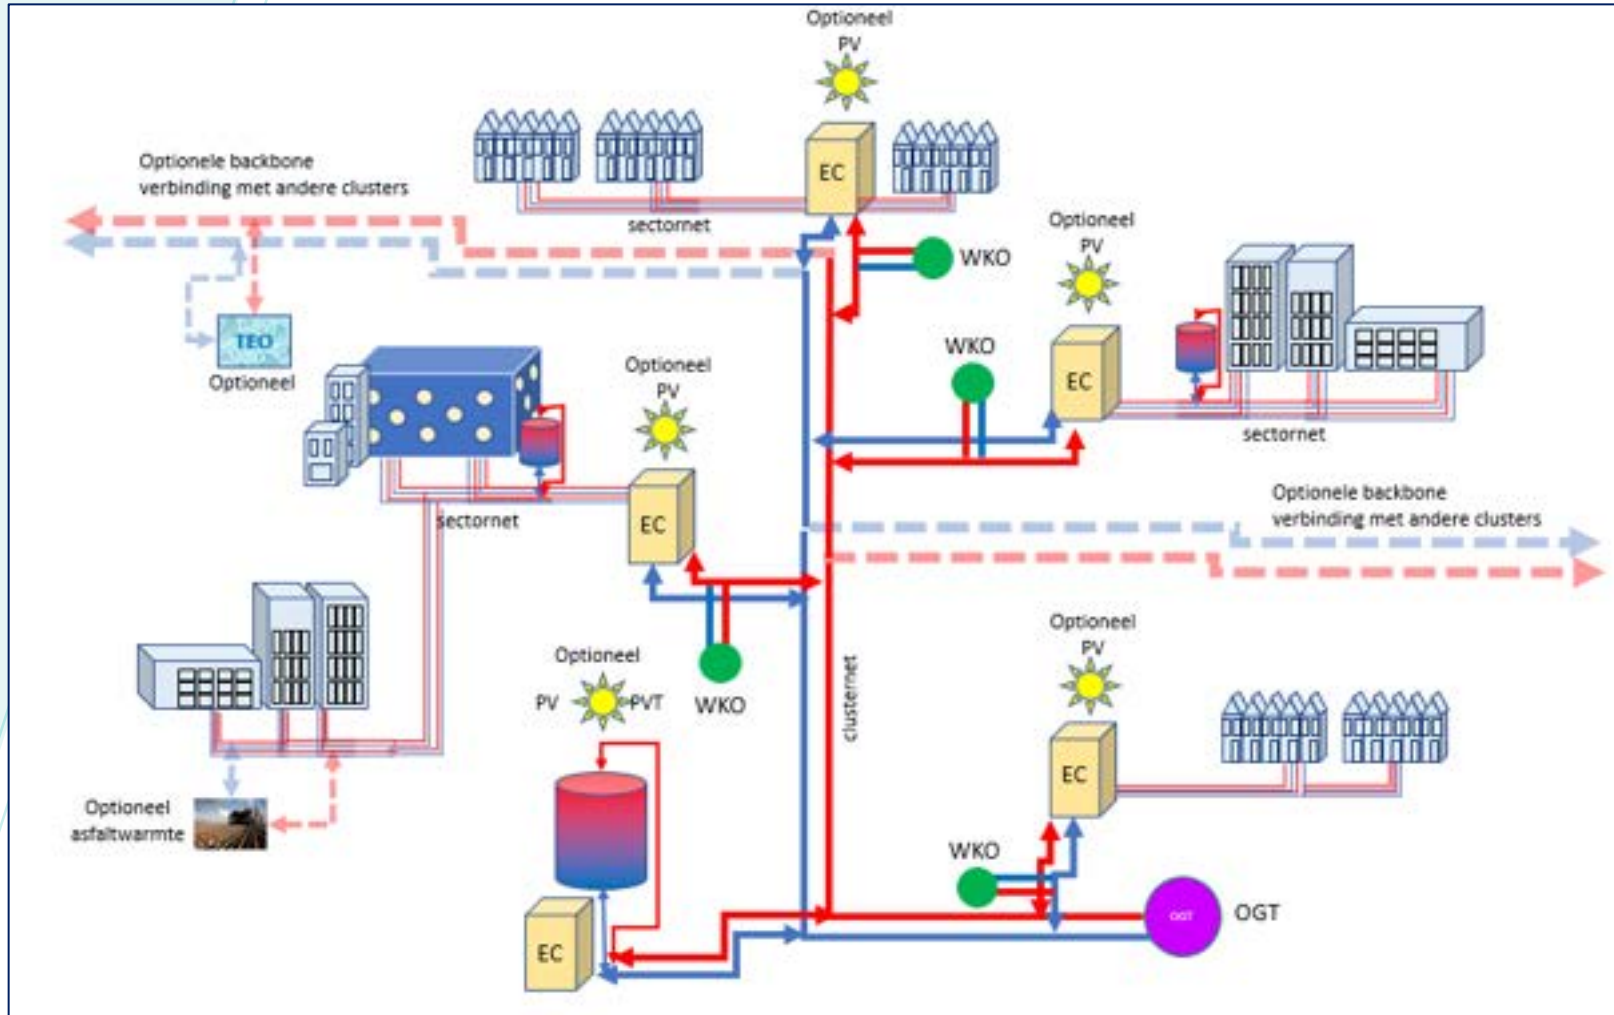 Optioneel
PV
EC
sectornet
WKO
Optionele backbone
verbinding met andere clusters
TEO
Optioneel
Optioneel
PV
WKO
EC
sectornet
Optioneel
PV
EC
sectornet
Optionele backbone
verbinding met andere clusters
Optioneel
PV
PVT
WKO
clusternet
Optioneel
PV
EC
WKO
Optioneel
asfaltwarmte
EC
OGT
OGT